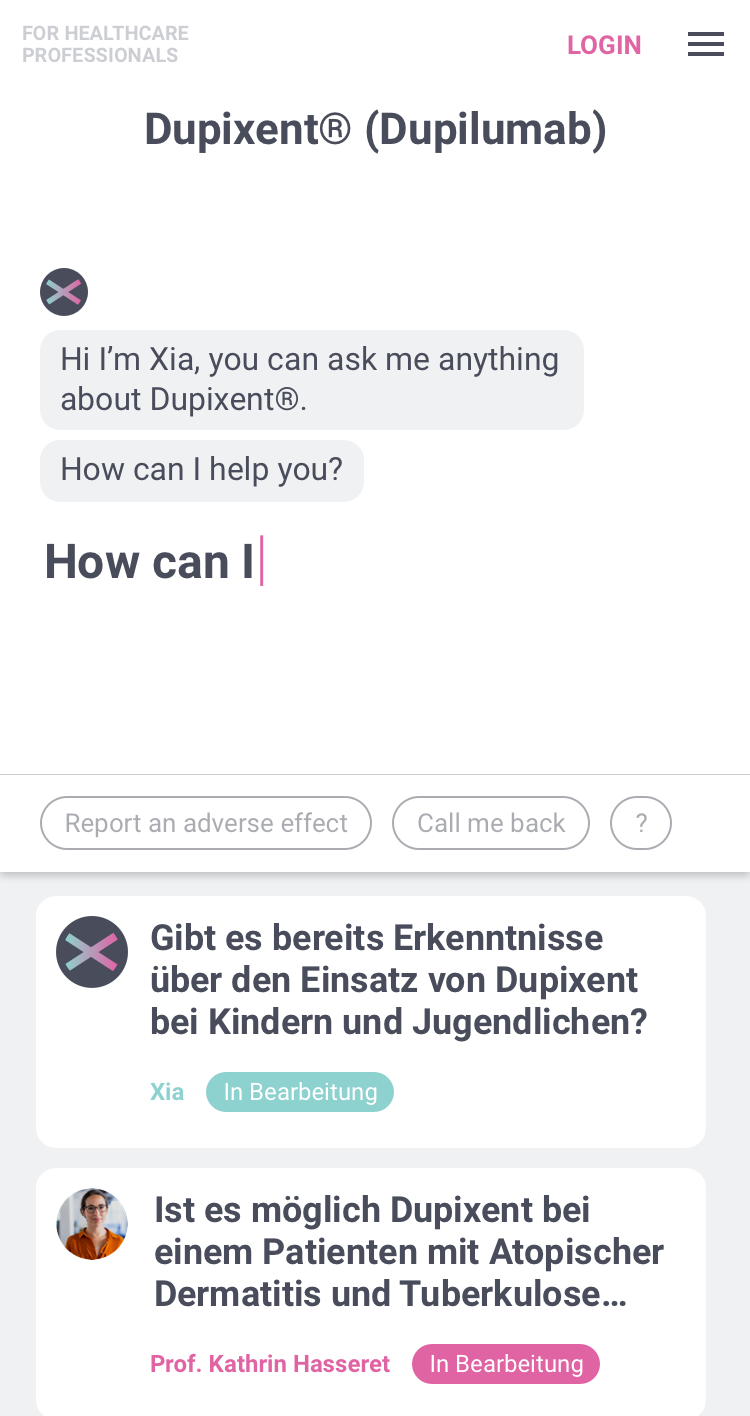 FOR HEALTHCARE
PROFESSIONALS
LOGIN
Dupixent® (Dupilumab)
Hi I’m Xia, you can ask me anything
about Dupixent®.
How can I help you?
How can I
Report an adverse effect
Call me back
?
Gibt es bereits Erkenntnisse
über den Einsatz von Dupixent
bei Kindern und Jugendlichen?
Xia
In Bearbeitung
Ist es möglich Dupixent bei
einem Patienten mit Atopischer
Dermatitis und Tuberkulose…
Prof. Kathrin Hasseret
In Bearbeitung